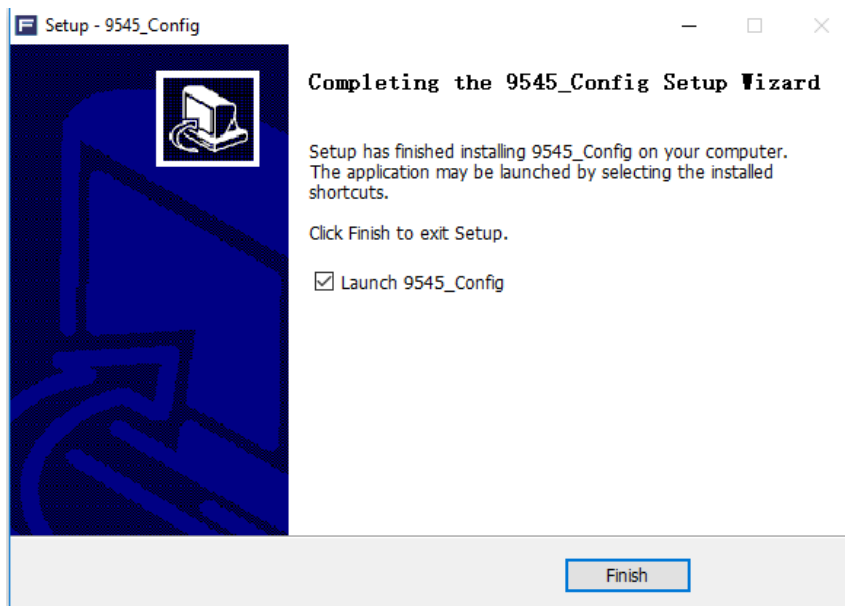 Setup - 9545_Config
Completing the 9545_Config Setup Wizard
Setup has finished installing 9545_Config on your computer.
The application may be launched by selecting the installed
shortcuts.
Click Finish to exit Setup.
Launch 9545_Config
Finish